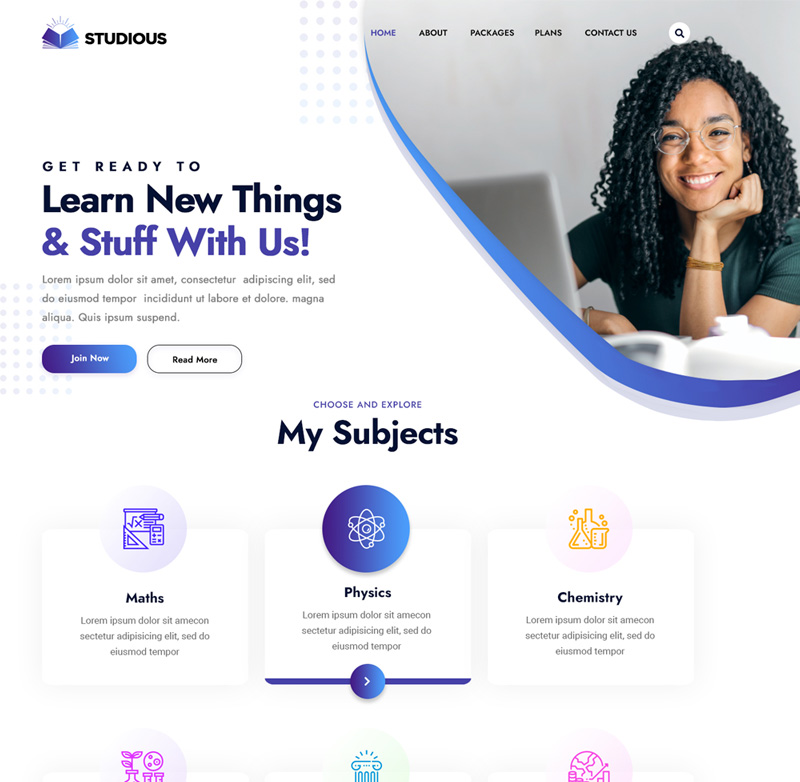 STUDIOUS
HOME ABOUT PACKAGES PLANS CONTACT US
GET READY TO
Learn New Things
& Stuff With Us!
Lorem ipsum dolor sit amet, consectetur adipiscing elit, sed
do eiusmod tempor incididunt ut labore et dolore. magna
aliqua. Quis ipsum suspend.
Join Now
Read More
CHOOSE AND EXPLORE
My Subjects
Maths
Lorem ipsum dolor sit amecon
sectetur adipisicing elit, sed do
eiusmod tempor
Physics
Lorem ipsum dolor sit amecon
sectetur adipisicing elit, sed do
eiusmod tempor
Chemistry
Lorem ipsum dolor sit amecon
sectetur adipisicing elit, sed do
eiusmod tempor